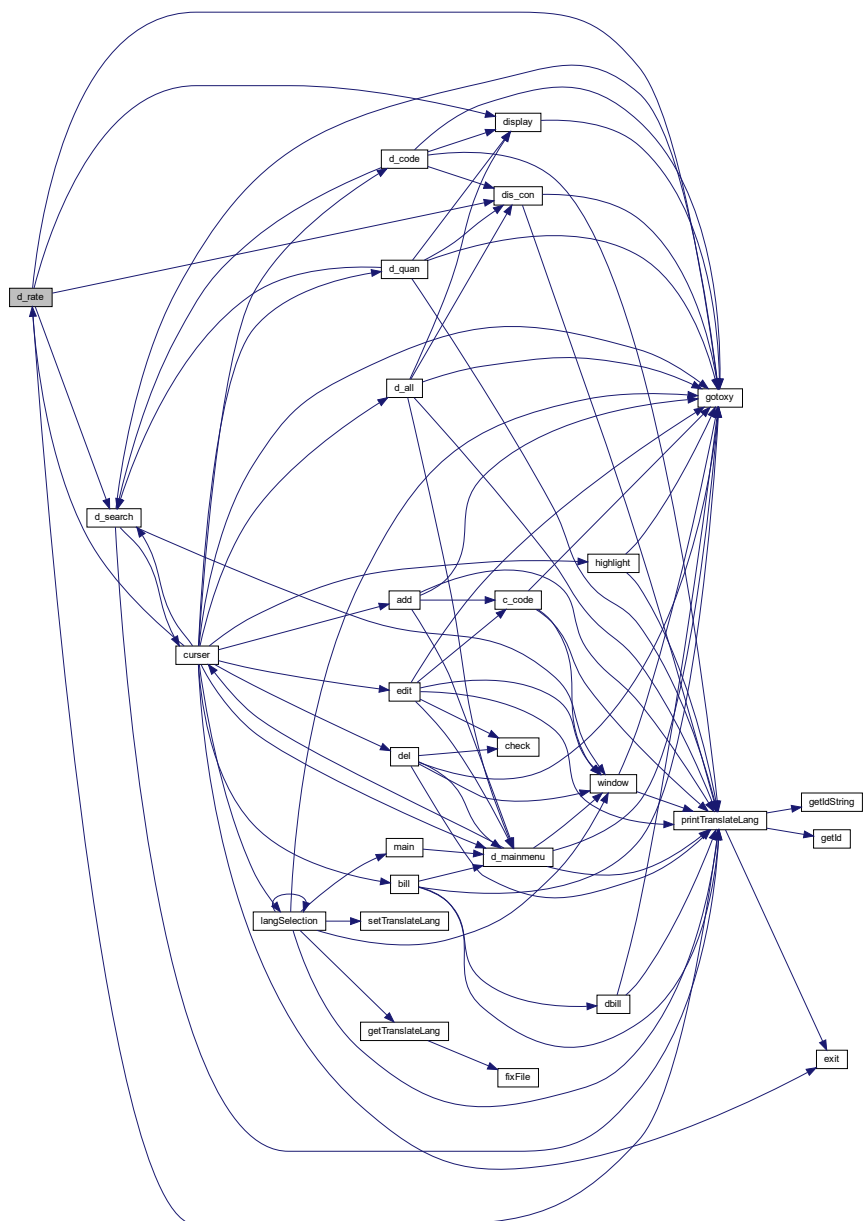 display
d_code
dis_con
d_quan
d_rate
d_all
gotoxy
d_search
highlight
add
c_code
curser
edit
check
del
window
getIdString
printTranslateLang
getId
main
d_mainmenu
bill
langSelection
setTranslateLang
dbill
getTranslateLang
exit
fixFile